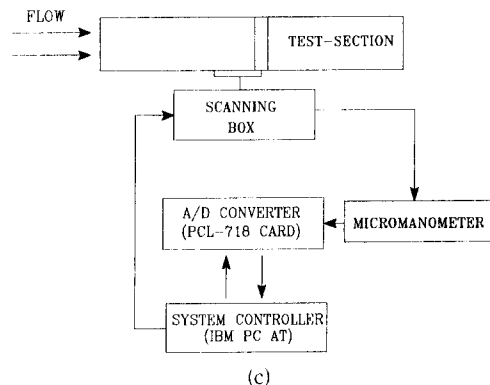 FLOW
TEST-SECTION
SCANNING
BOX
A/D CONVERTER
(PCL-718 CARD)
MICROMANOMETER
SYSTEM CONTROLLER
(IBM PC AT)
(c)